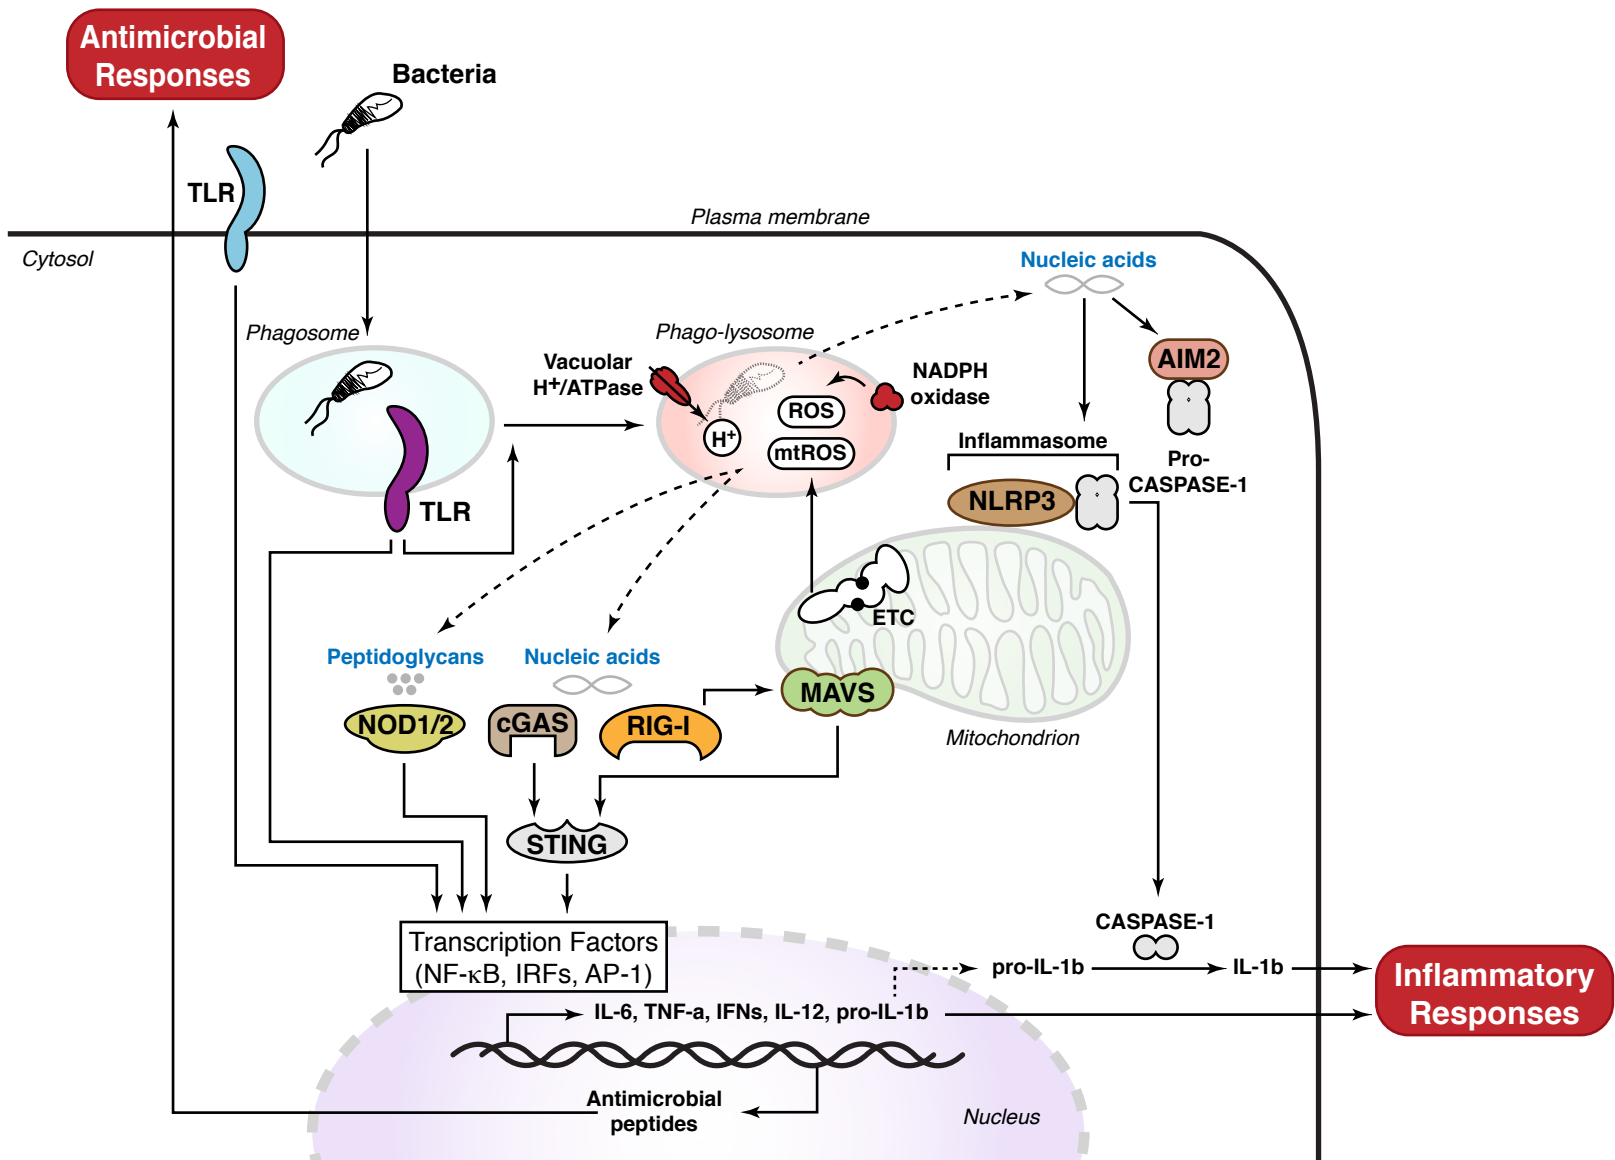 Antimicrobial
Responses
Bacteria
TLR
Plasma membrane
Cytosol
Nucleic acids
Phagosome
Phago-lysosome
Vacuolar
H+/ATPase
NADPH
oxidase
AIM2
ROS
H+
mtROS
Inflammasome
Pro-
CASPASE-1
NLRP3
TLR
ETC
Peptidoglycans
Nucleic acids
MAVS
NOD1/2
cGAS
RIG-I
Mitochondrion
STING
CASPASE-1
Transcription Factors
(NF-κB, IRFs, AP-1)
pro-IL-1b
IL-1b
Inflammatory
Responses
IL-6, TNF-a, IFNs, IL-12, pro-IL-1b
Antimicrobial
peptides
Nucleus